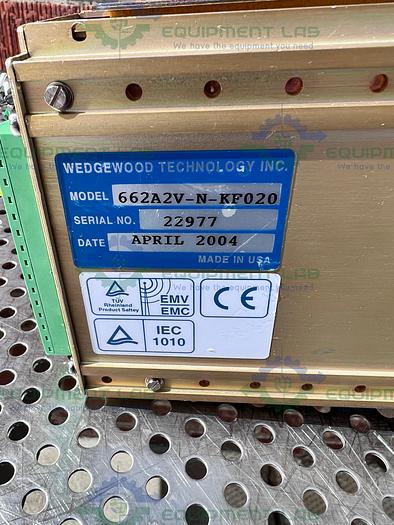 EQUIPMENT LAB
We have the equipment you need
WEDGEWOOD TECHNOLOGY INC.
MODEL 662A2V-N-KF020
SERIAL NO. 22977
DATE APRIL 2004
MADE IN USA
TÜV
Rheinland
Product Safety
EMV
EMC
CE
IEC
1010